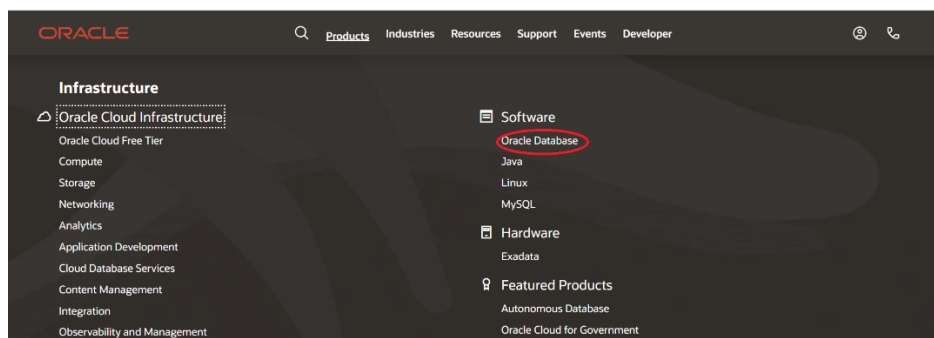 ORACLE Products Industries Resources Support Events Developer
Infrastructure
Oracle Cloud Infrastructure
Oracle Cloud Free Tier
Compute
Storage
Networking
Analytics
Application Development
Cloud Database Services
Content Management
Integration
Observability and Management
Software
Oracle Database
Java
Linux
MySQL
Hardware
Exadata
Featured Products
Autonomous Database
Oracle Cloud for Government